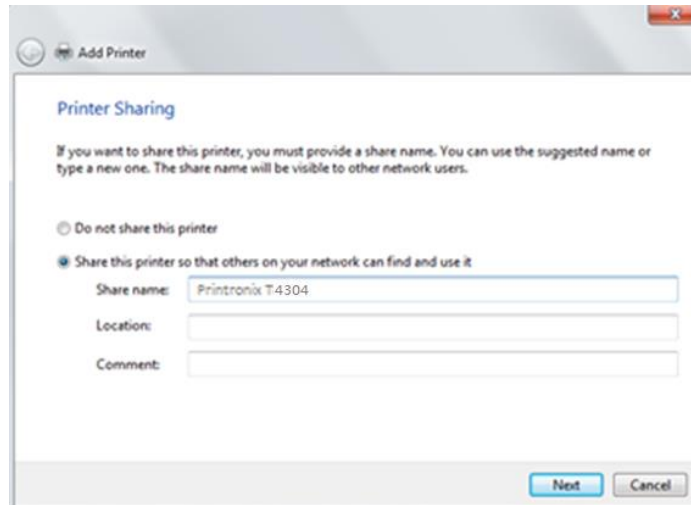 Add Printer
Printer Sharing
If you want to share this printer, you must provide a share name. You can use the suggested name or
type a new one. The share name will be visible to other network users.
Do not share this printer
Share this printer so that others on your network can find and use it
Share name: Printronix T4304
Location:
Comment:
Next Cancel